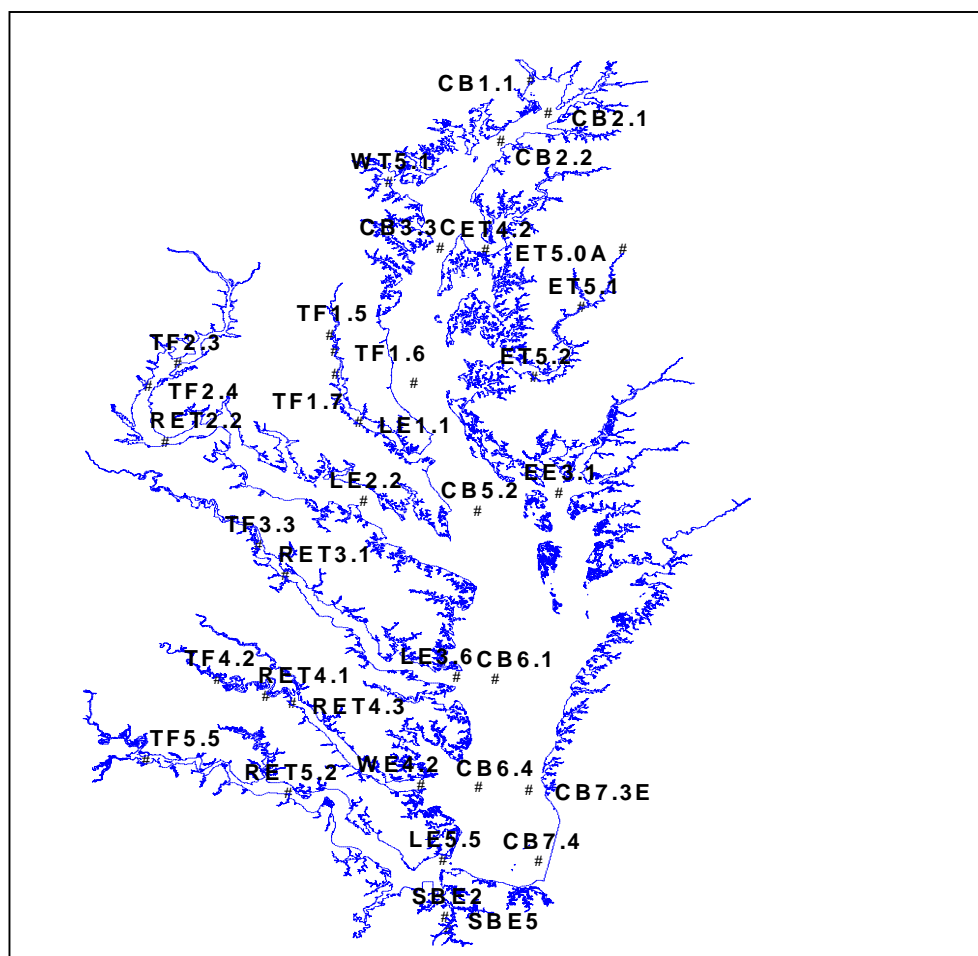 CB1.1
CB2.1
CB2.2
WT5.1
CB3.3C
ET4.2
ET5.0A
ET5.1
TF1.5
TF2.3
TF1.6
ET5.2
TF2.4
TF1.7
RET2.2
LE1.1
LE2.2
CB5.2
EE3.1
TF3.3
RET3.1
TF4.2
LE3.6
CB6.1
RET4.1
RET4.3
TF5.5
RET5.2
WE4.2
CB6.4
CB7.3E
LE5.5
CB7.4
SBE2
SBE5